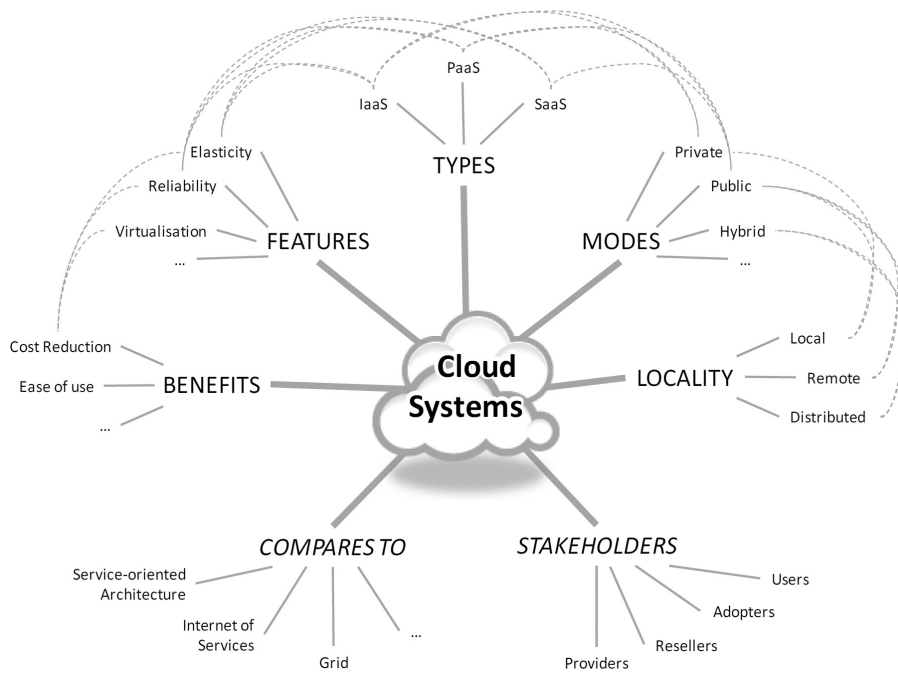 PaaS
IaaS
SaaS
Elasticity
TYPES
Private
Reliability
Public
Virtualisation
FEATURES
MODES
Hybrid
...
...
Cost Reduction
Cloud
Systems
Local
Ease of use
BENEFITS
LOCALITY
Remote
...
Distributed
COMPARES TO
STAKEHOLDERS
Service-oriented
Architecture
Users
Internet of
Services
...
Adopters
Resellers
Grid
Providers